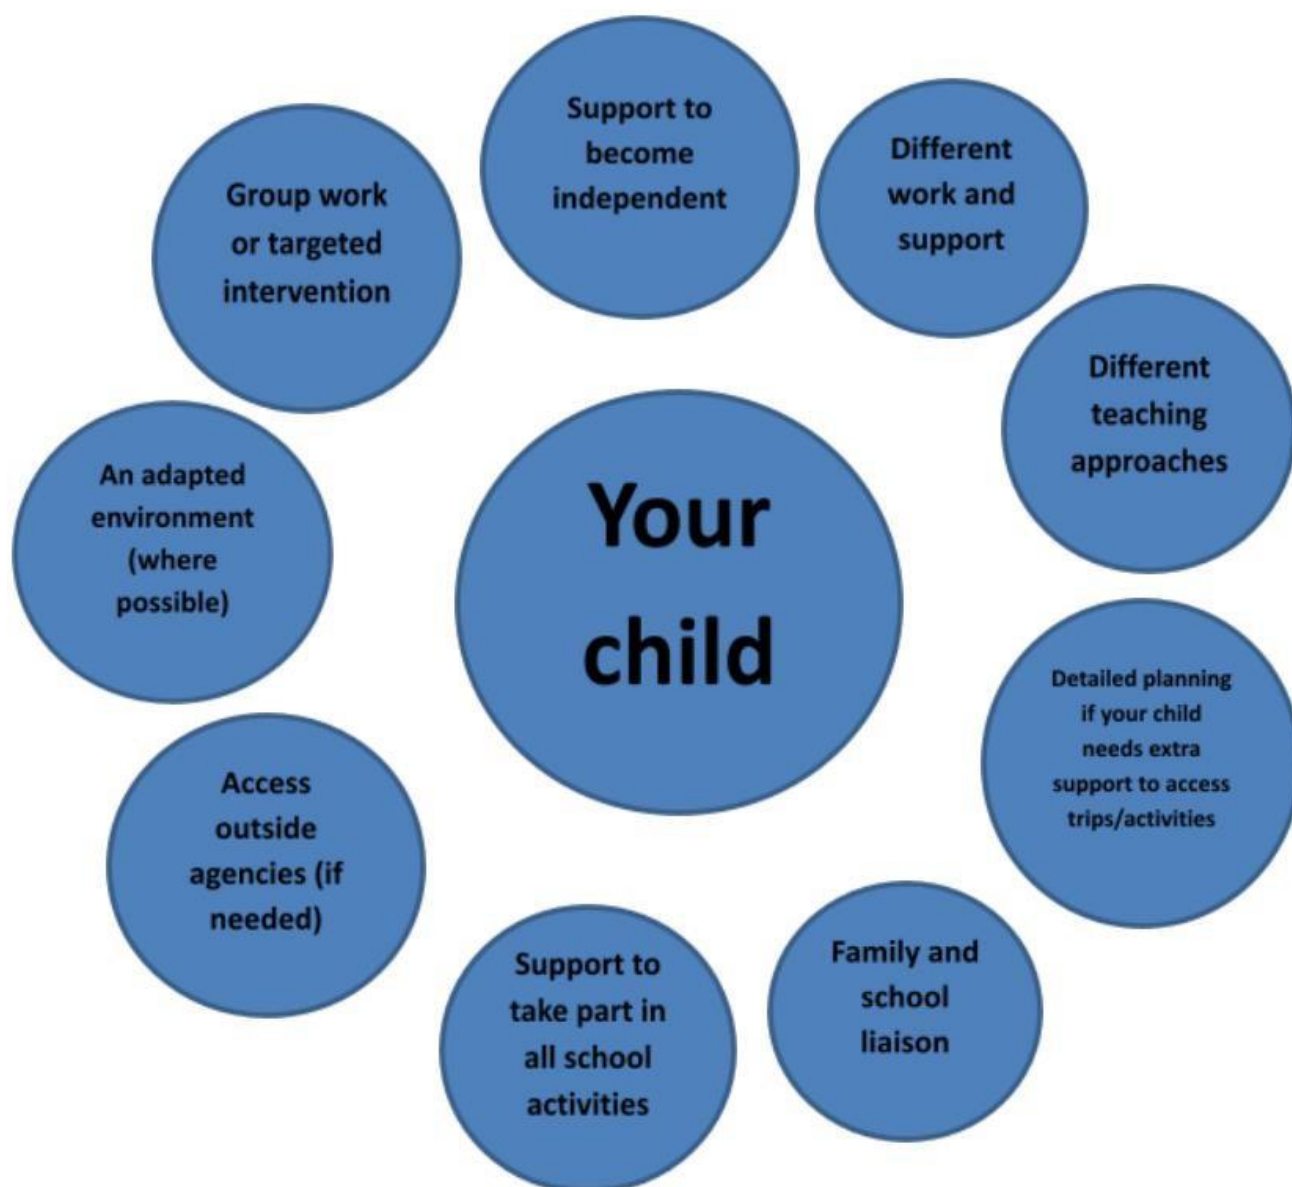 Support to
become
independent
Different
work and
support
Different
teaching
approaches
Detailed planning
if your child
needs extra
support to access
trips/activities
Family and
school
liaison
Support to
take part in
all school
activities
Access
outside
agencies (if
needed)
An adapted
environment
(where
possible)
Group work
or targeted
intervention
Your
child